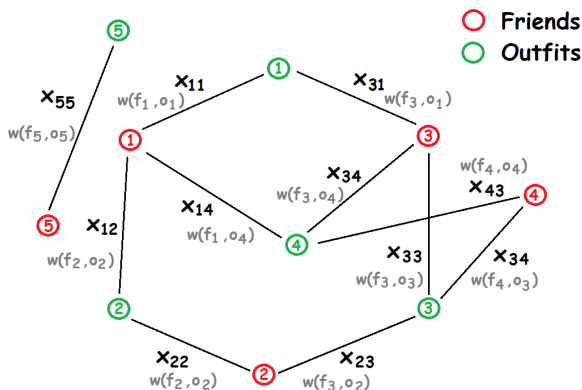 Friends
Outfits
5
1
x₁₁
w(f₁,o₁)
x₃₁
w(f₃,o₁)
x₅₅
w(f₅,o₅)
1
3
x₃₄
w(f₃,o₄)
w(f₄,o₄)
x₄₃
4
x₁₄
w(f₁,o₄)
5
x₁₂
w(f₂,o₂)
4
x₃₃
w(f₃,o₃)
x₃₄
w(f₄,o₃)
2
3
x₂₂
w(f₂,o₂)
2
x₂₃
w(f₃,o₂)